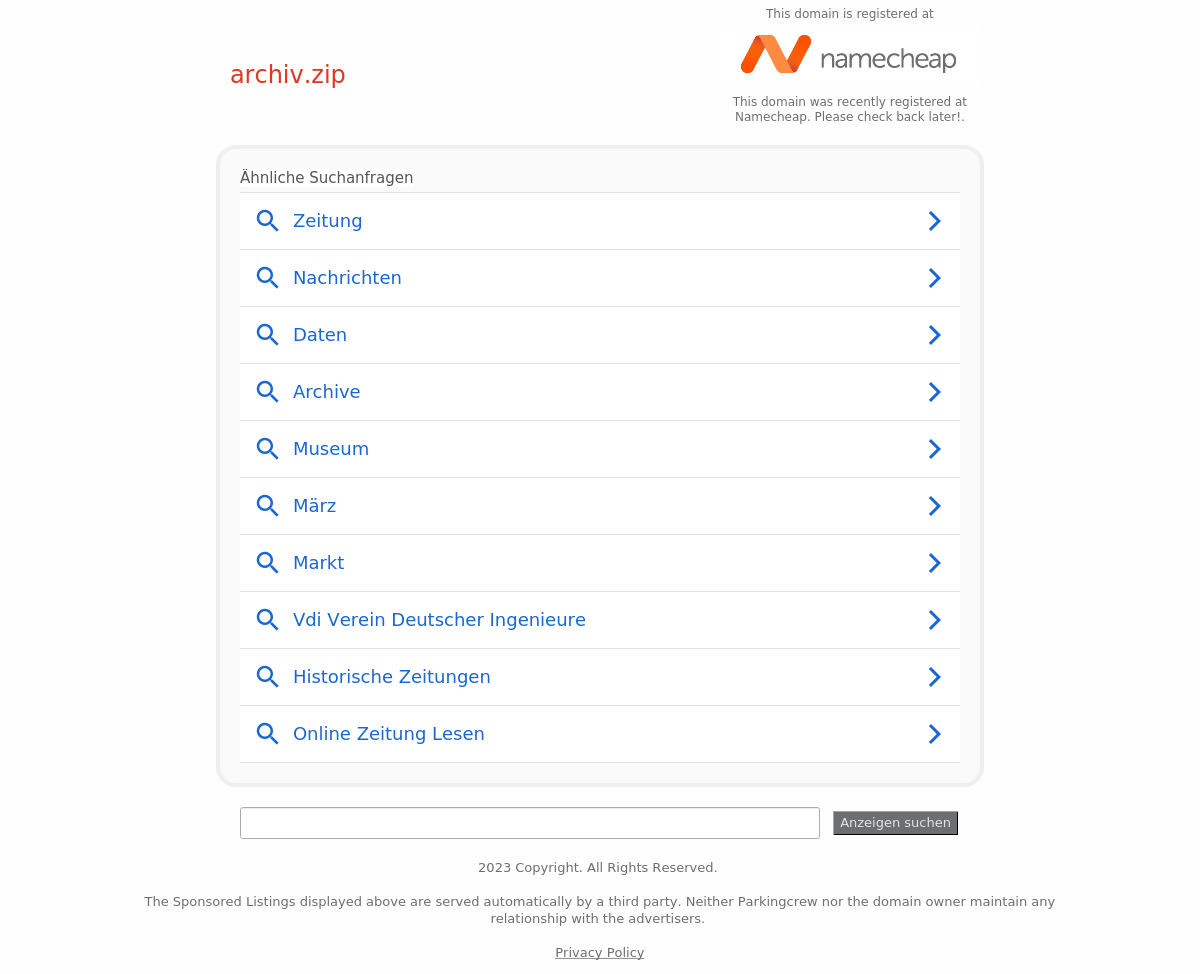 This domain is registered at
namecheap
archiv.zip
This domain was recently registered at
Namecheap. Please check back later!.
Ähnliche Suchanfragen
Zeitung
Nachrichten
Daten
Archive
Museum
März
Markt
Vdi Verein Deutscher Ingenieure
Historische Zeitungen
Online Zeitung Lesen
Anzeigen suchen
2023 Copyright. All Rights Reserved.
The Sponsored Listings displayed above are served automatically by a third party. Neither Parkingcrew nor the domain owner maintain any
relationship with the advertisers.
Privacy Policy